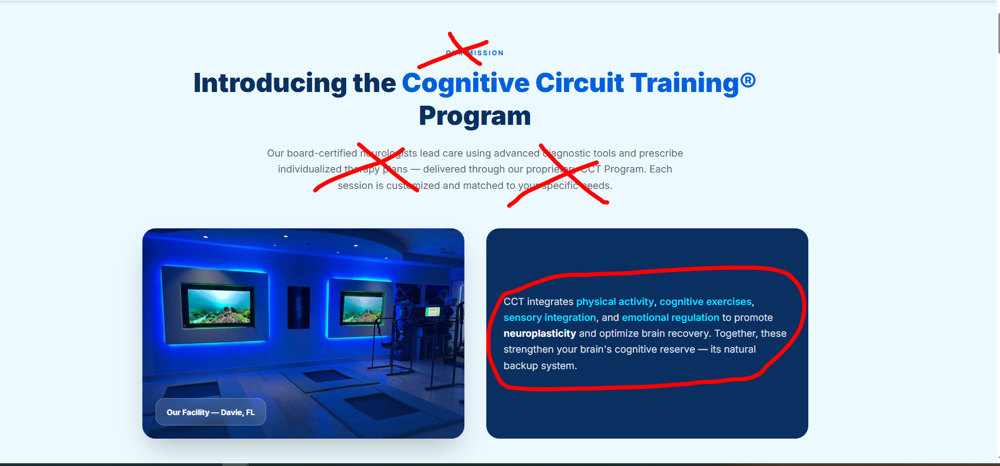 OUR MISSION
Introducing the Cognitive Circuit Training®
Program
Our board-certified neurologists lead care using advanced diagnostic tools and prescribe
individualized therapy plans — delivered through our proprietary CCT Program. Each
session is customized and matched to your specific needs.
CCT integrates physical activity, cognitive exercises,
sensory integration, and emotional regulation to promote
neuroplasticity and optimize brain recovery. Together, these
strengthen your brain's cognitive reserve — its natural
backup system.
Our Facility — Davie, FL